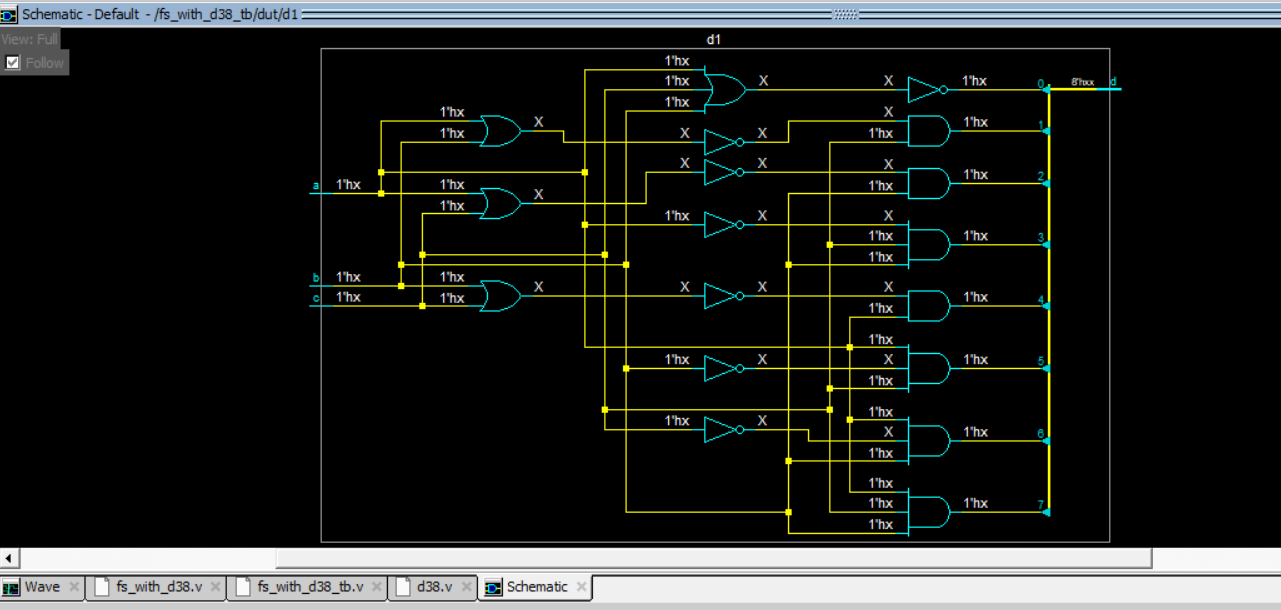 Schematic - Default - /fs_with_d38_tb/dut/d1
View: Full
Follow
d1
1'hx
1'hx X X 1'hx 0 8'hxx d
1'hx
1'hx X X 1'hx 1
1'hx X X 1'hx
X X X 1'hx 2
a 1'hx 1'hx X 1'hx
1'hx
1'hx X X 1'hx 3
1'hx
1'hx
b 1'hx 1'hx X X X X 1'hx 4
c 1'hx 1'hx 1'hx
1'hx
1'hx X X 1'hx 5
1'hx
1'hx
1'hx X X 1'hx 6
1'hx
1'hx
1'hx 1'hx 7
1'hx
Wave fs_with_d38.v fs_with_d38_tb.v d38.v Schematic